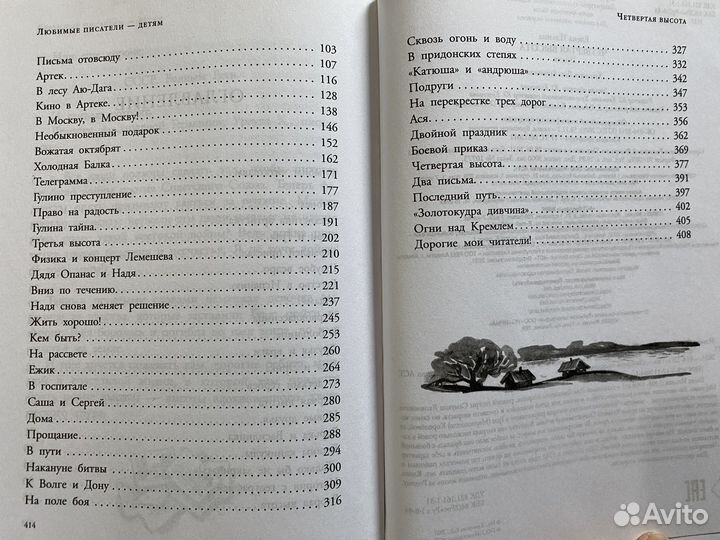 Любимые писатели — детям
Письма отовсюду 103
Артек 107
В лесу Аю-Дага 116
Кино в Артеке 128
В Москву, в Москву! 138
Необыкновенный подарок 146
Вожатая октябрят 152
Холодная Балка 162
Телеграмма 171
Гулино преступление 177
Право на радость 187
Гулина тайна 191
Третья высота 202
Физика и концерт Лемешева 210
Дядя Опанас и Надя 215
Вниз по течению 221
Надя снова меняет решение 237
Жить хорошо! 245
Кем быть? 253
На рассвете 260
Ежик 264
В госпитале 273
Саша и Сергей 280
Дома 285
Прощание 288
В пути 294
Накануне битвы 300
К Волге и Дону 309
На поле боя 316
414
Четвертая высота
Сквозь огонь и воду 327
В придонских степях 332
«Катюша» и «андрюша» 342
Подруги 347
На перекрестке трех дорог 353
Ася 356
Двойной праздник 362
Боевой приказ 369
Четвертая высота 377
Два письма 391
Последний путь 397
«Золотокудра дивчина» 402
Огни над Кремлем 405
Дорогие мои читатели! 408
Avito